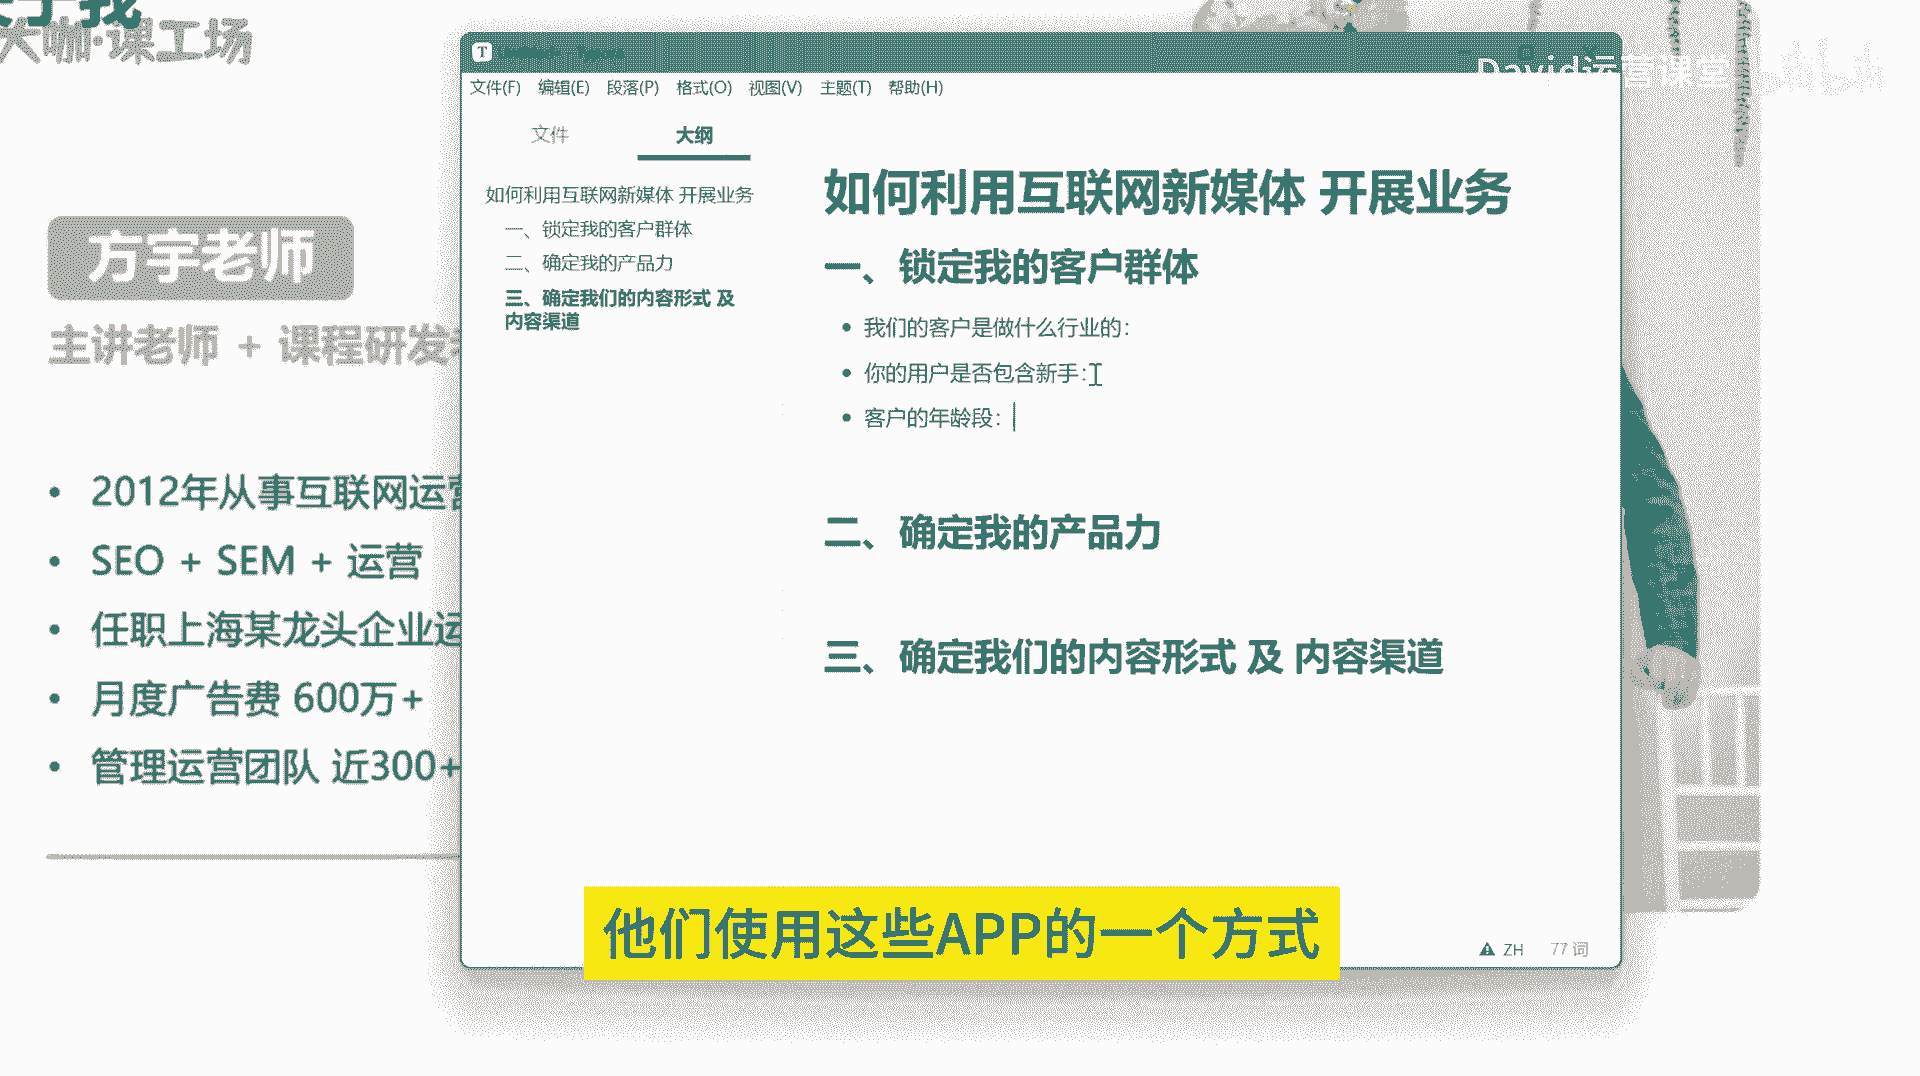 大咖·课工场
David运营课堂
方宇老师
主讲老师 + 课程研发
2012年从事互联网运营
SEO + SEM + 运营
任职上海某龙头企业运
月度广告费 600万+
管理运营团队 近300+
T
文件(F) 编辑(E) 段落(P) 格式(O) 视图(V) 主题(T) 帮助(H)
文件 大纲
如何利用互联网新媒体 开展业务
一、锁定我的客户群体
二、确定我的产品力
三、确定我们的内容形式 及
内容渠道
如何利用互联网新媒体 开展业务
一、锁定我的客户群体
我们的客户是做什么行业的：
你的用户是否包含新手：
客户的年龄段：
二、确定我的产品力
三、确定我们的内容形式 及 内容渠道
ZH 77 词
他们使用这些APP的一个方式